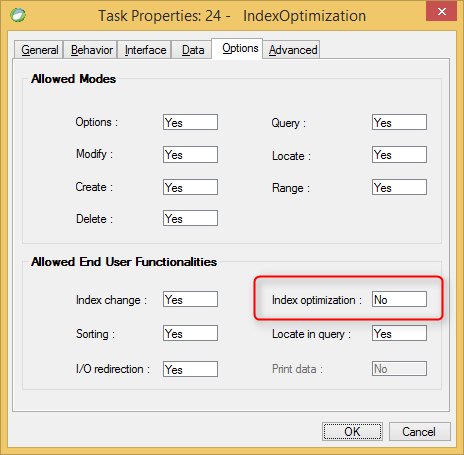 Task Properties: 24 -   IndexOptimization
General Behavior Interface Data Options Advanced
Allowed Modes
Options : Yes Query : Yes
Modify : Yes Locate : Yes
Create : Yes Range : Yes
Delete : Yes
Allowed End User Functionalities
Index change : Yes Index optimization : No
Sorting : Yes Locate in query : Yes
I/O redirection : Yes Print data : No
OK Cancel